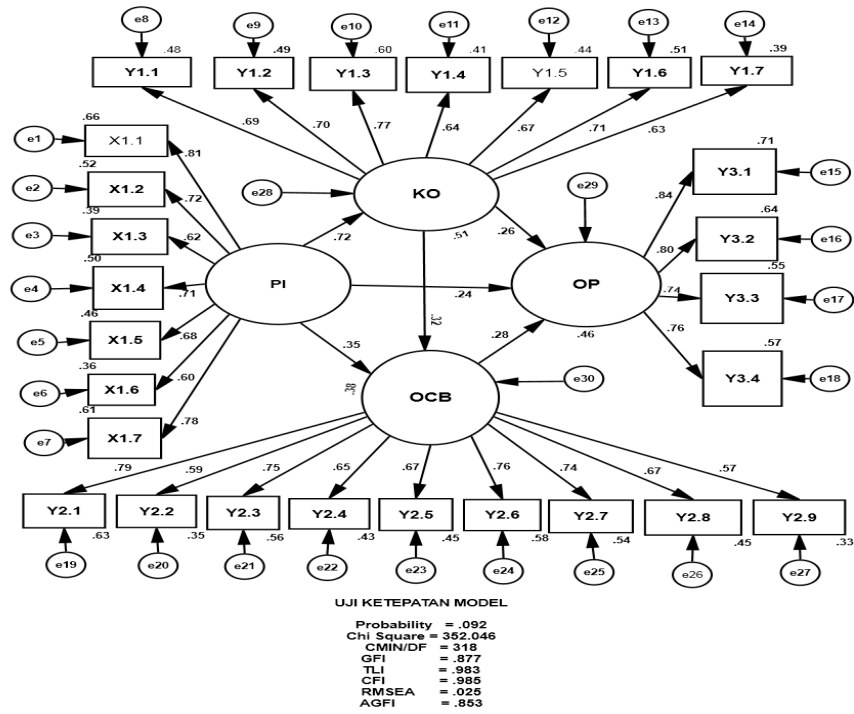 e8 e9 e10 e11 e12 e13 e14
.48 .49 .60 .41 .44 .51 .39
Y1.1 Y1.2 Y1.3 Y1.4 Y1.5 Y1.6 Y1.7
.69 .70 .77 .64 .67 .71 .63
.66
e1 X1.1 .81
.52
e2 X1.2 .72
.39
e3 X1.3 .62
.50
e4 X1.4 .71
.46
e5 X1.5 .68
.36
e6 X1.6 .60
.61
e7 X1.7 .78
e28 KO .51
e29
PI
.72 .26
.24
.35 .32 .28
OP .46
.38 OCB e30
.71
.84 Y3.1 e15
.64
.80 Y3.2 e16
.55
.74 Y3.3 e17
.57
.76 Y3.4 e18
.79 .59 .75 .65 .67 .76 .74 .67 .57
Y2.1 Y2.2 Y2.3 Y2.4 Y2.5 Y2.6 Y2.7 Y2.8 Y2.9
.63 .35 .56 .43 .45 .58 .54 .45 .33
e19 e20 e21 e22 e23 e24 e25 e26 e27
UJI KETEPATAN MODEL
Probability = .092
Chi Square = 352.046
CMIN/DF = 318
GFI = .877
TLI = .983
CFI = .985
RMSEA = .025
AGFI = .853